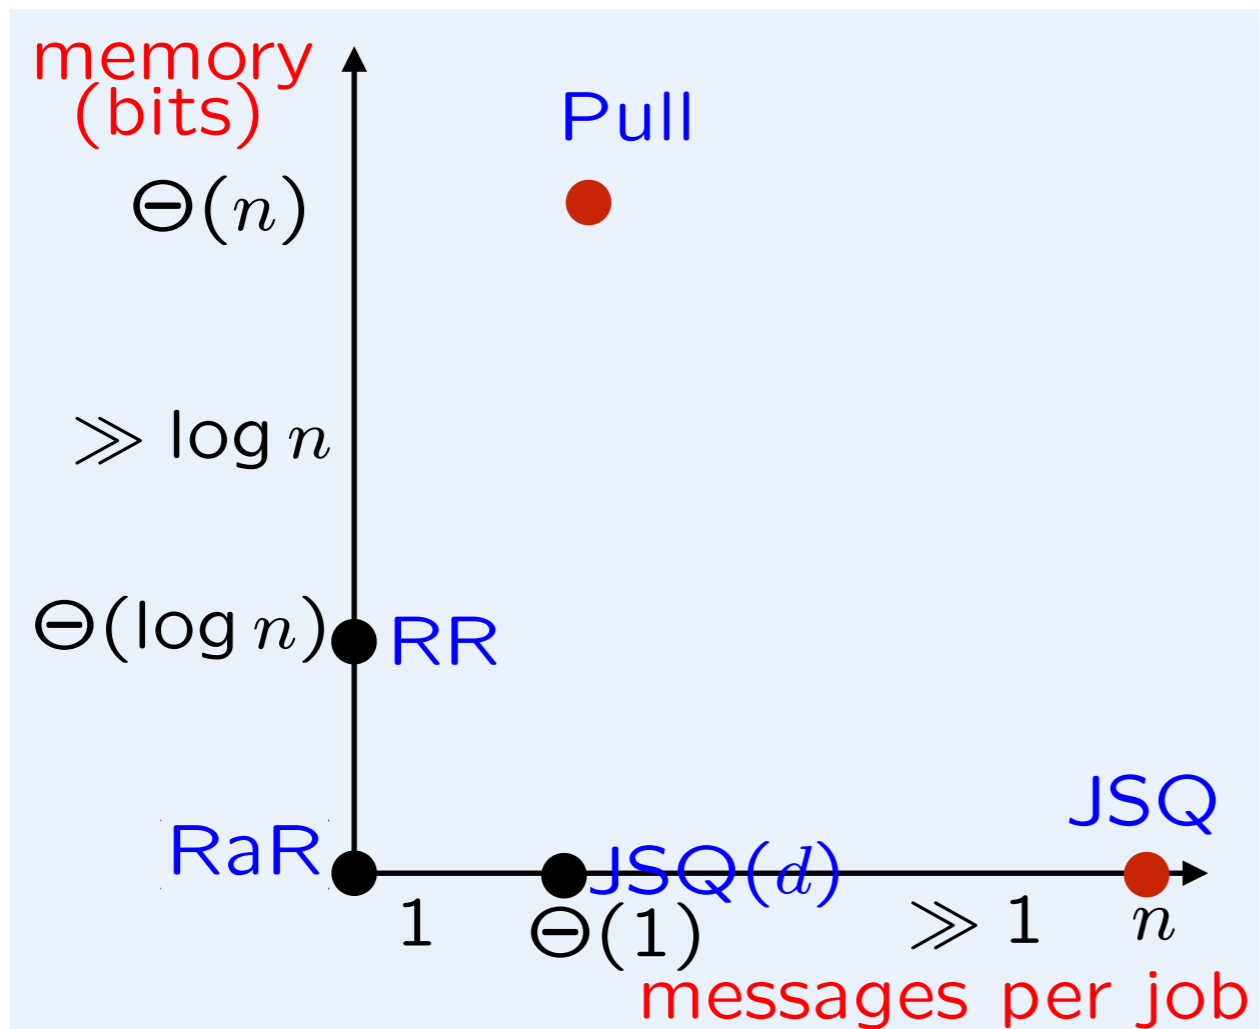 memory
(bits)
Pull
Θ(n)
≫ log n
Θ(log n)
RR
JSQ
RaR
JSQ(d)
1
Θ(1)
≫ 1
n
messages per job